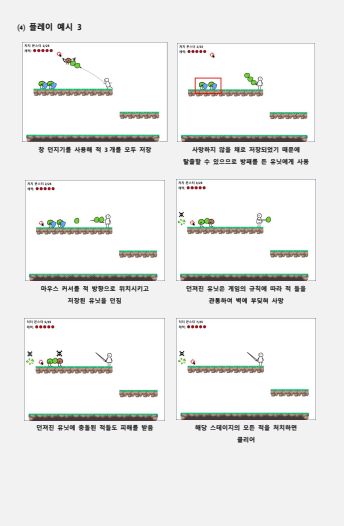 (4) 플레이 예시 3
창 던지기를 사용해 적 3개를 모두 저장
사망하지 않을 채로 저장되었기 때문에
탈출할 수 있으므로 방패를 든 유닛에게 사용
마우스 커서를 적 방향으로 위치시키고
저장된 유닛을 던짐
던져진 유닛은 게임의 규칙에 따라 적 들을
관통하며 벽에 부딪혀 사망
던져진 유닛에 충돌된 적들도 피해를 받음
해당 스테이지의 모든 적을 처치하면
클리어